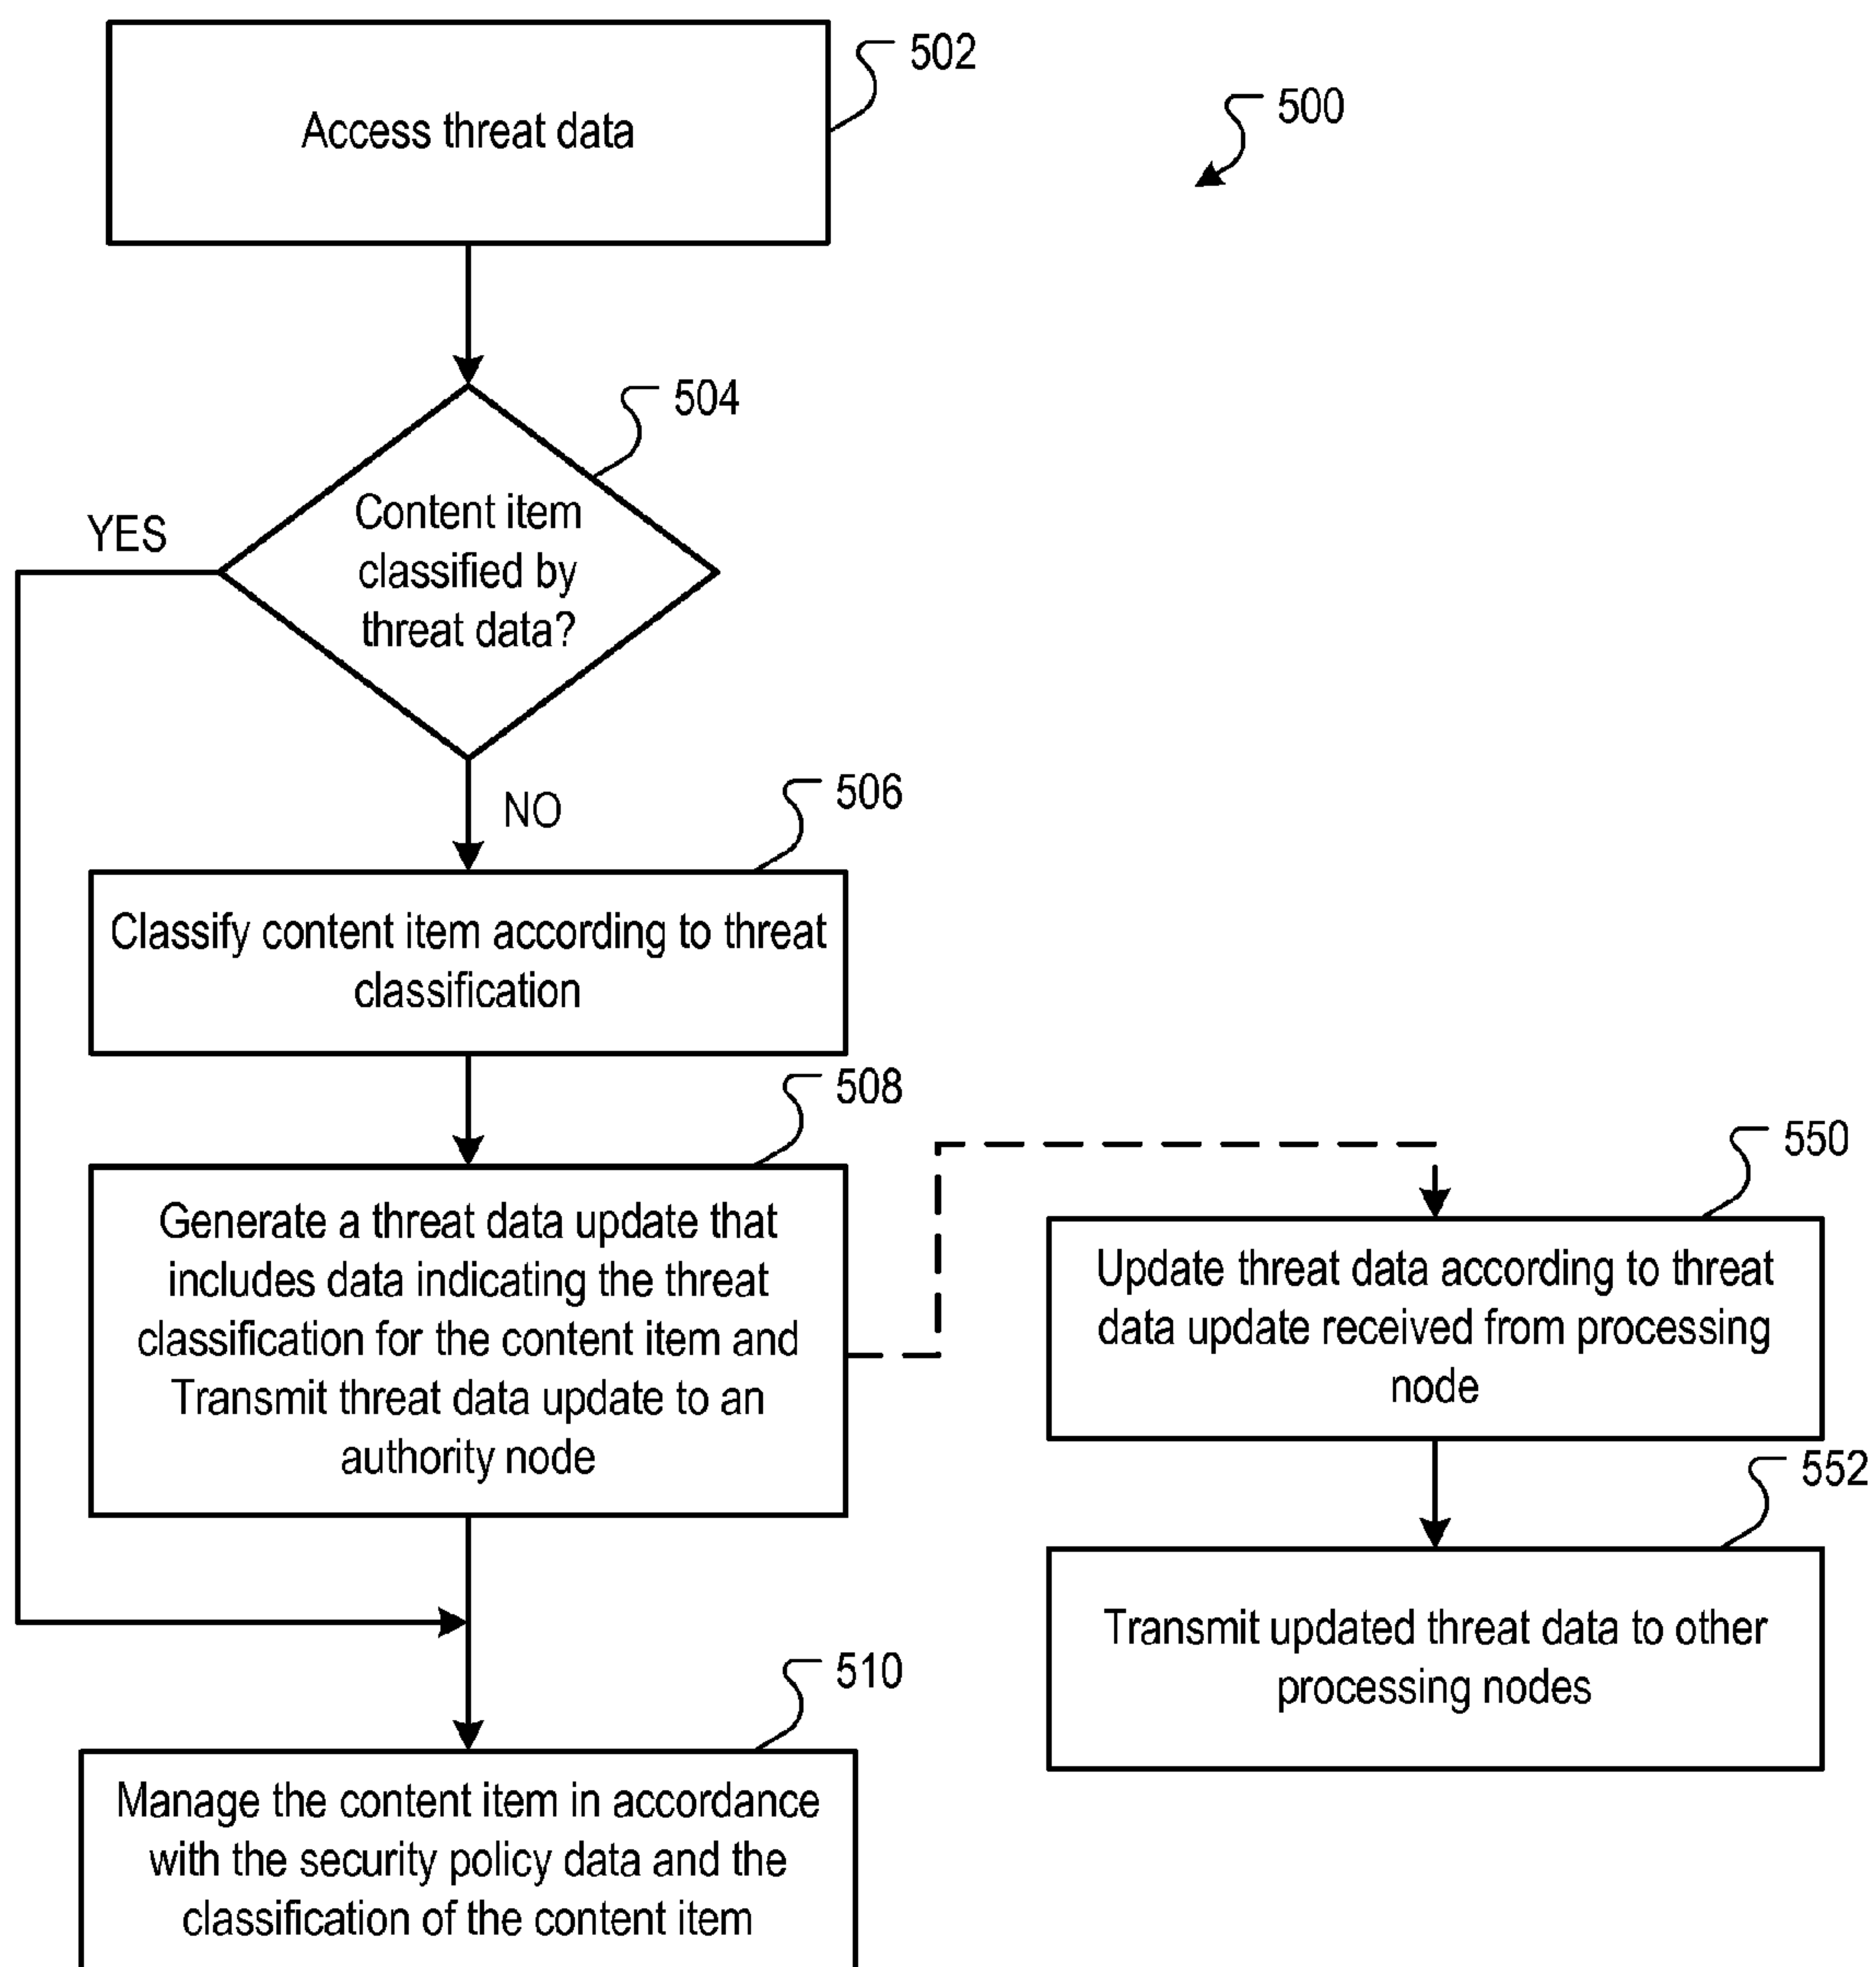 502
Access threat data
500
504
Content item
classified by
threat data?
YES
NO
506
Classify content item according to threat
classification
508
Generate a threat data update that
includes data indicating the threat
classification for the content item and
Transmit threat data update to an
authority node
550
Update threat data according to threat
data update received from processing
node
552
Transmit updated threat data to other
processing nodes
510
Manage the content item in accordance
with the security policy data and the
classification of the content item